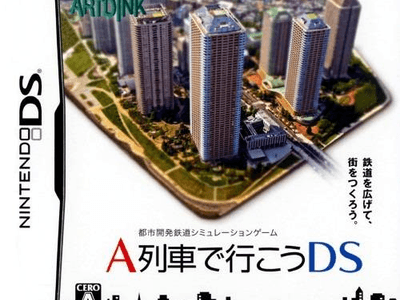 ARTDINK
NINTENDO DS
鉄道を広げて、
街をつくろう。
都市開発鉄道シミュレーションゲーム
A列車で行こうDS
CERO
A